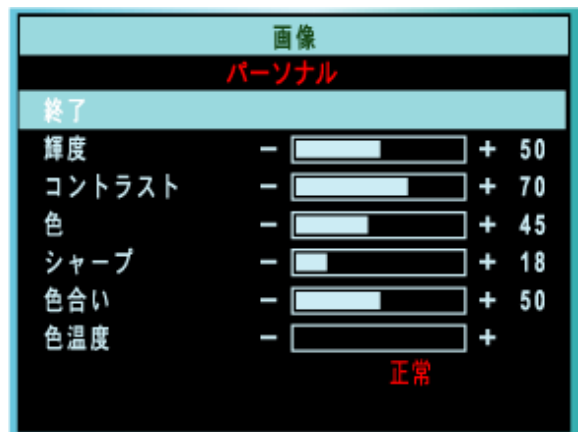 画像
パーソナル
終了
輝度 － ＋ 50
コントラスト － ＋ 70
色 － ＋ 45
シャープ － ＋ 18
色合い － ＋ 50
色温度 － ＋
正常